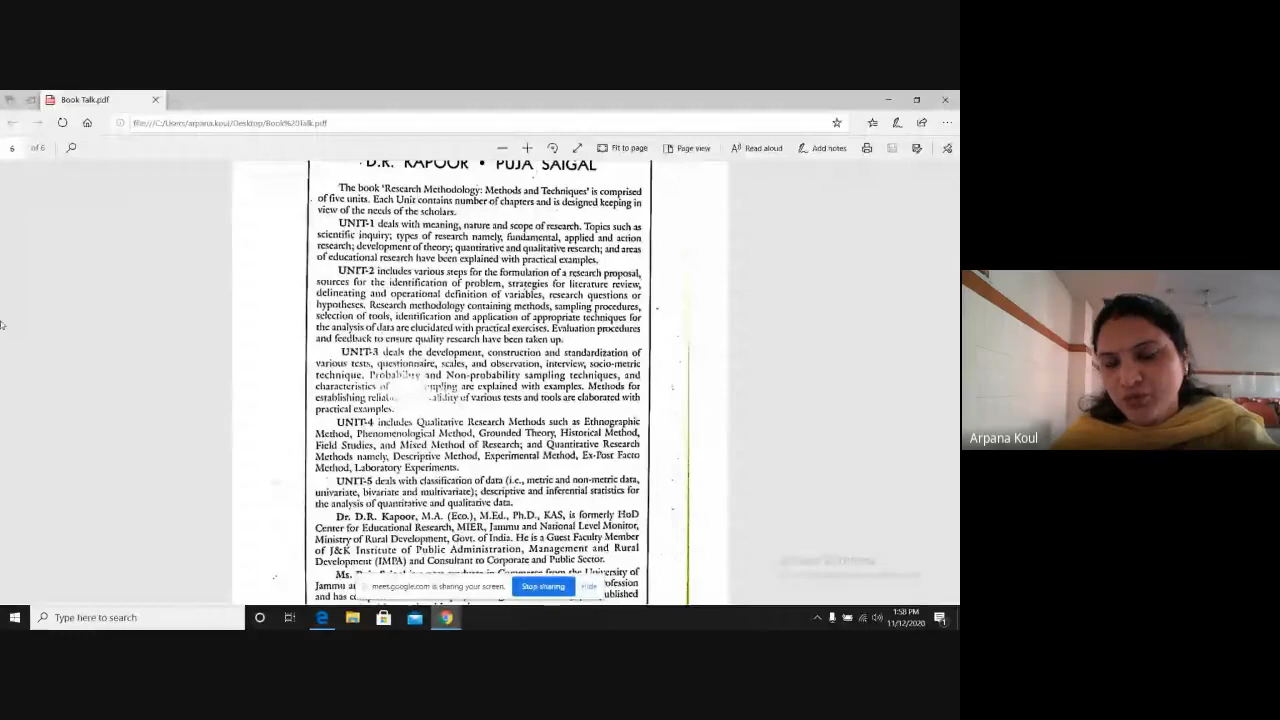 Book Talk.pdf
file:///C:/Users/arpana.koul/Desktop/Book%20Talk.pdf
6 of 6
Fit to page
Page view
Read aloud
Add notes
D.R. KAPOOR • PUJA SAIGAL
The book 'Research Methodology: Methods and Techniques' is comprised
of five units. Each Unit contains number of chapters and is designed keeping in
view of the needs of the scholars.
UNIT-1 deals with meaning, nature and scope of research. Topics such as
scientific inquiry; types of research namely, fundamental, applied and action
research; development of theory; quantitative and qualitative research; and areas
of educational research have been explained with practical examples.
UNIT-2 includes various steps for the formulation of a research proposal,
sources for the identification of problem, strategies for literature review,
delineating and operational definition of variables, research questions or
hypotheses. Research methodology containing methods, sampling procedures,
selection of tools, identification and application of appropriate techniques for
the analysis of data are elucidated with practical exercises. Evaluation procedures
and feedback to ensure quality research have been taken up.
UNIT-3 deals the development, construction and standardization of
various tests, questionnaire, scales, and observation, interview, socio-metric
technique. Probability and Non-probability sampling techniques, and
characteristics of are explained with examples. Methods for
establishing of various tests and tools are elaborated with
practical examples.
UNIT-4 includes Qualitative Research Methods such as Ethnographic
Method, Phenomenological Method, Grounded Theory, Historical Method,
Field Studies, and Mixed Method of Research; and Quantitative Research
Methods namely, Descriptive Method, Experimental Method, Ex-Post Facto
Method, Laboratory Experiments.
UNIT-5 deals with classification of data (i.e., metric and non-metric data,
univariate, bivariate and multivariate); descriptive and inferential statistics for
the analysis of quantitative and qualitative data.
Dr. D.R. Kapoor, M.A. (Eco.), M.Ed., Ph.D., KAS, is formerly HoD
Center for Educational Research, MIER, Jammu and National Level Monitor,
Ministry of Rural Development, Govt. of India. He is a Guest Faculty Member
of J&K Institute of Public Administration, Management and Rural
Development (IMPA) and Consultant to Corporate and Public Sector.
Ms. from the University of
Jammu
and has
meet.google.com is sharing your screen.
Stop sharing
Hide
Type here to search
1:58 PM
11/12/2020
Arpana Koul